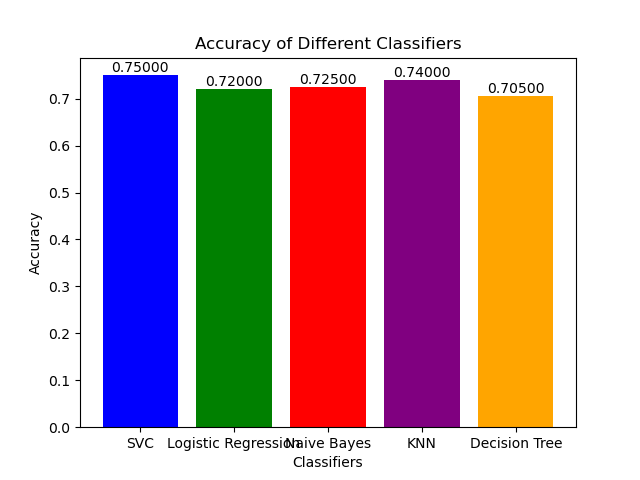 Accuracy of Different Classifiers
0.75000
0.72000
0.72500
0.74000
0.70500
Accuracy
0.7
0.6
0.5
0.4
0.3
0.2
0.1
0.0
SVC
Logistic Regression
Naive Bayes
KNN
Decision Tree
Classifiers